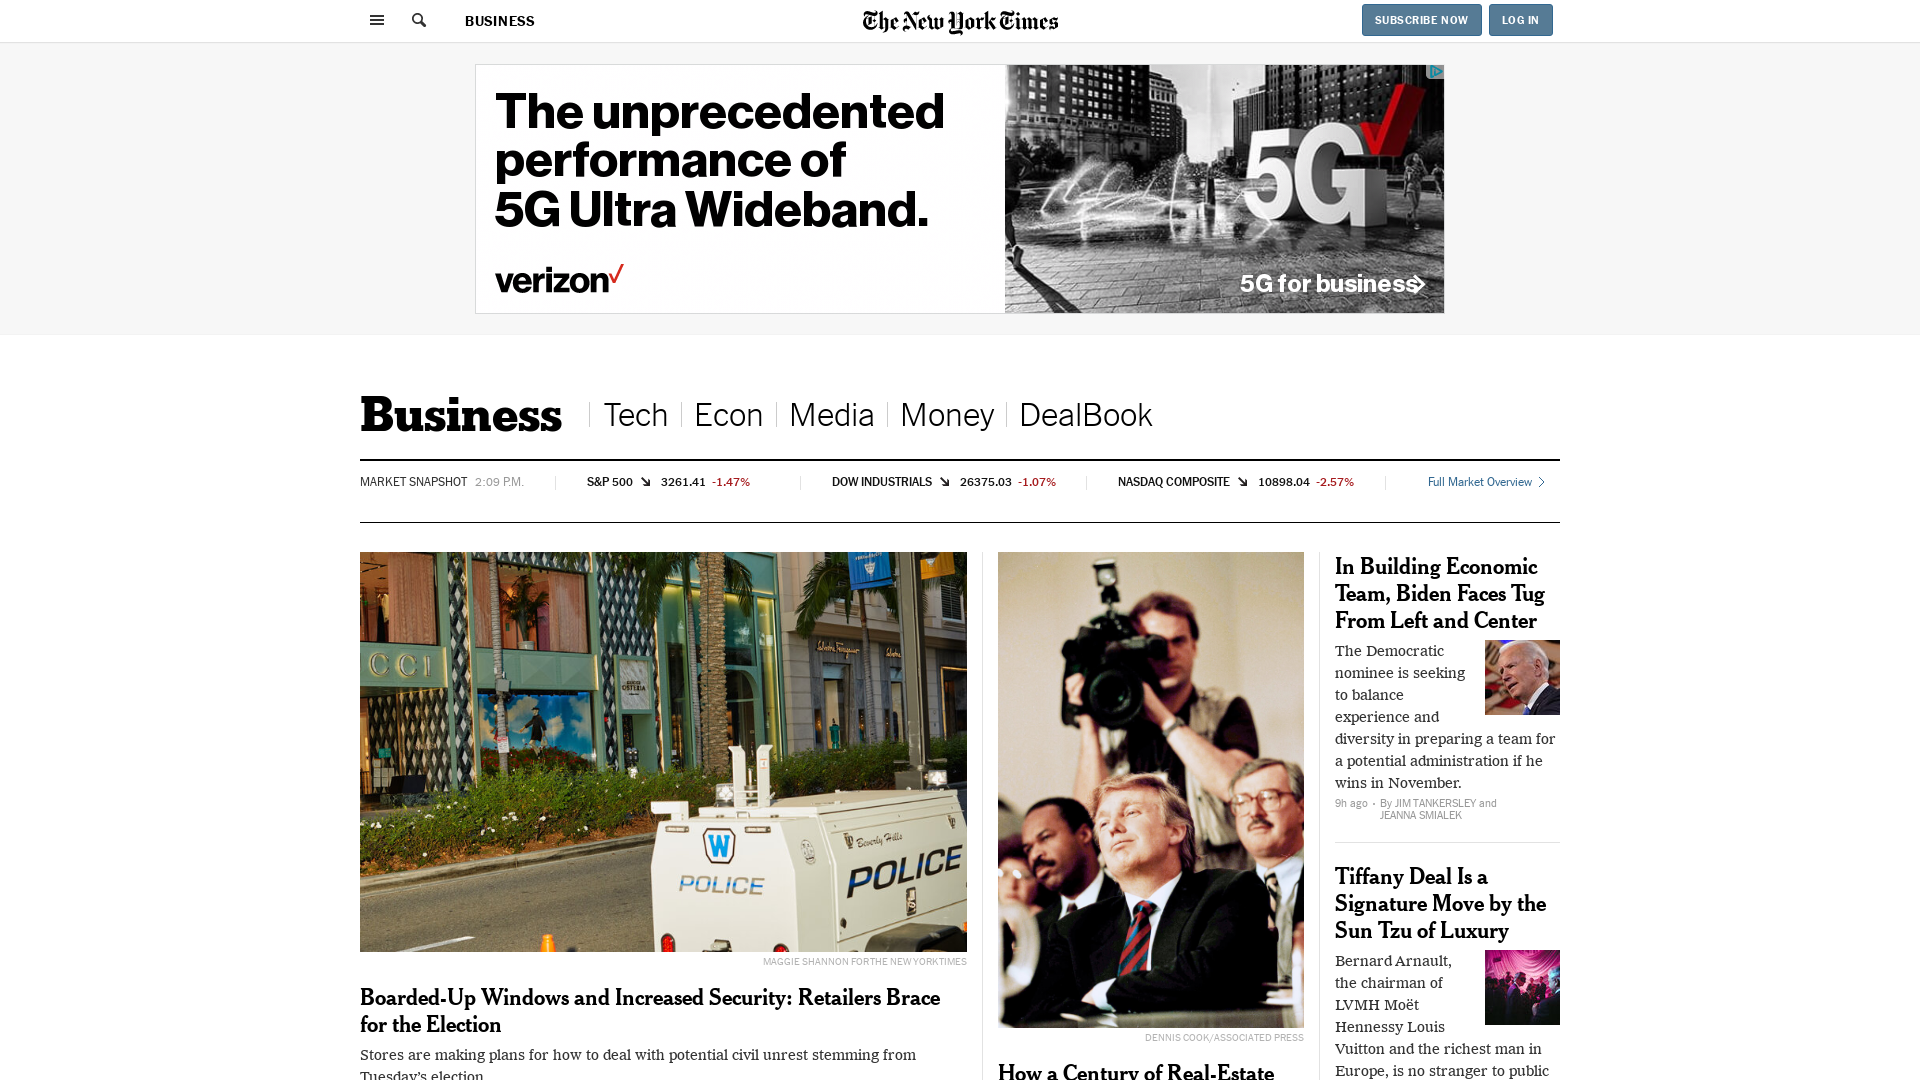 BUSINESS
The New York Times
SUBSCRIBE NOW
LOG IN
The unprecedented
performance of
5G Ultra Wideband.
verizon
5G
5G for business
Business
Tech
Econ
Media
Money
DealBook
MARKET SNAPSHOT 2:09 P.M.
S&P 500 3261.41 -1.47%
DOW INDUSTRIALS 26375.03 -1.07%
NASDAQ COMPOSITE 10898.04 -2.57%
Full Market Overview
CCI
OSTERIA
Salvatore Ferragamo
W
POLICE
Beverly Hills
POLICE
MAGGIE SHANNON FOR THE NEW YORK TIMES
Boarded-Up Windows and Increased Security: Retailers Brace
for the Election
Stores are making plans for how to deal with potential civil unrest stemming from
Tuesday’s election.
DENNIS COOK/ASSOCIATED PRESS
How a Century of Real-Estate
In Building Economic
Team, Biden Faces Tug
From Left and Center
The Democratic
nominee is seeking
to balance
experience and
diversity in preparing a team for
a potential administration if he
wins in November.
9h ago · By JIM TANKERSLEY and
JEANNA SMIALEK
Tiffany Deal Is a
Signature Move by the
Sun Tzu of Luxury
Bernard Arnault,
the chairman of
LVMH Moët
Hennessy Louis
Vuitton and the richest man in
Europe, is no stranger to public